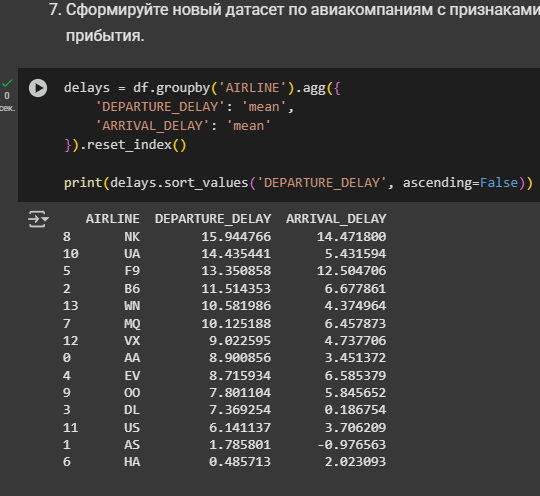 7. Сформируйте новый датасет по авиакомпаниям с признаками
прибытия.
0
сек.
delays = df.groupby('AIRLINE').agg({
    'DEPARTURE_DELAY': 'mean',
    'ARRIVAL_DELAY': 'mean'
}).reset_index()
print(delays.sort_values('DEPARTURE_DELAY', ascending=False))
   AIRLINE  DEPARTURE_DELAY  ARRIVAL_DELAY
8       NK        15.944766      14.471800
10      UA        14.435441       5.431594
5       F9        13.350858      12.504706
2       B6        11.514353       6.677861
13      WN        10.581986       4.374964
7       MQ        10.125188       6.457873
12      VX         9.022595       4.737706
0       AA         8.900856       3.451372
4       EV         8.715934       6.585379
9       OO         7.801104       5.845652
3       DL         7.369254       0.186754
11      US         6.141137       3.706209
1       AS         1.785801      -0.976563
6       HA         0.485713       2.023093